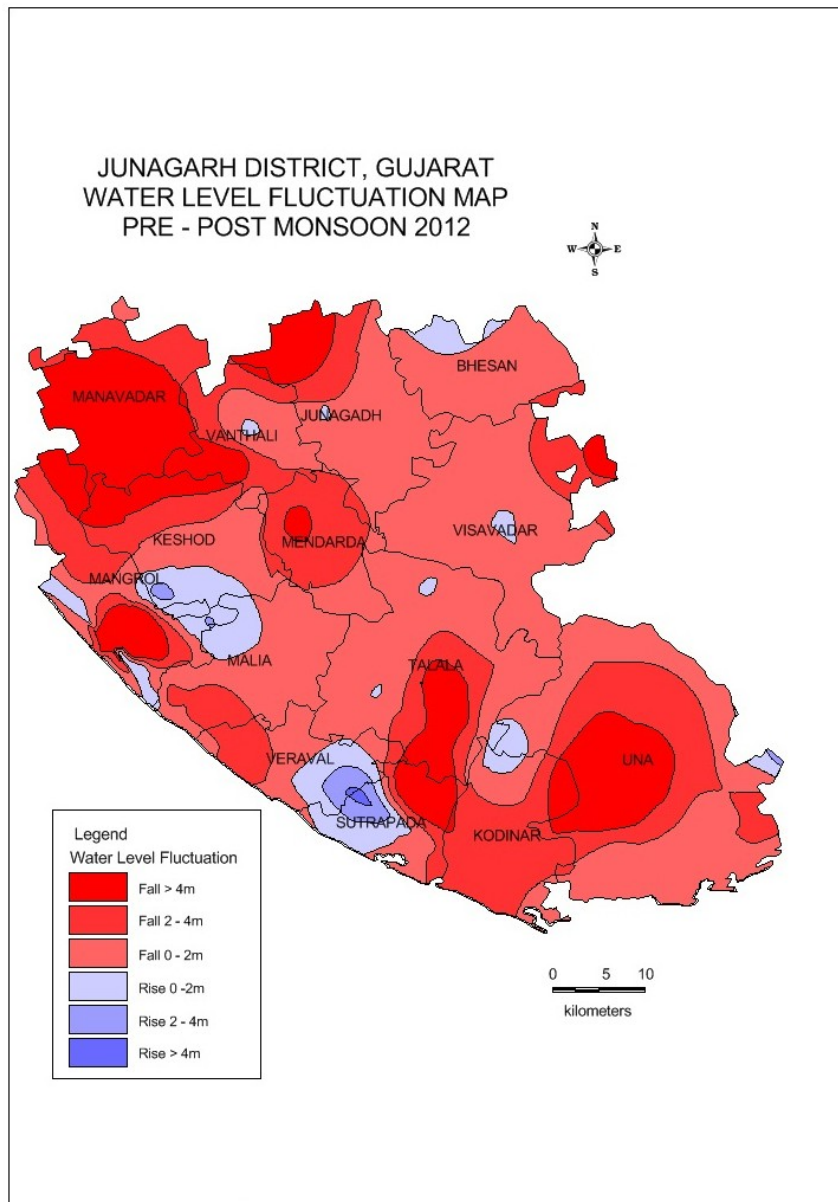 JUNAGARH DISTRICT, GUJARAT
WATER LEVEL FLUCTUATION MAP
PRE - POST MONSOON 2012
N
W E
S
BHESAN
MANAVADAR
JUNAGADH
VANTHALI
VISAVADAR
KESHOD
MENDARDA
MANGROL
MALIA
TALALA
VERAVAL
UNA
SUTRAPADA
KODINAR
Legend
Water Level Fluctuation
Fall > 4m
Fall 2 - 4m
Fall 0 - 2m
Rise 0 -2m
Rise 2 - 4m
Rise > 4m
0 5 10
kilometers